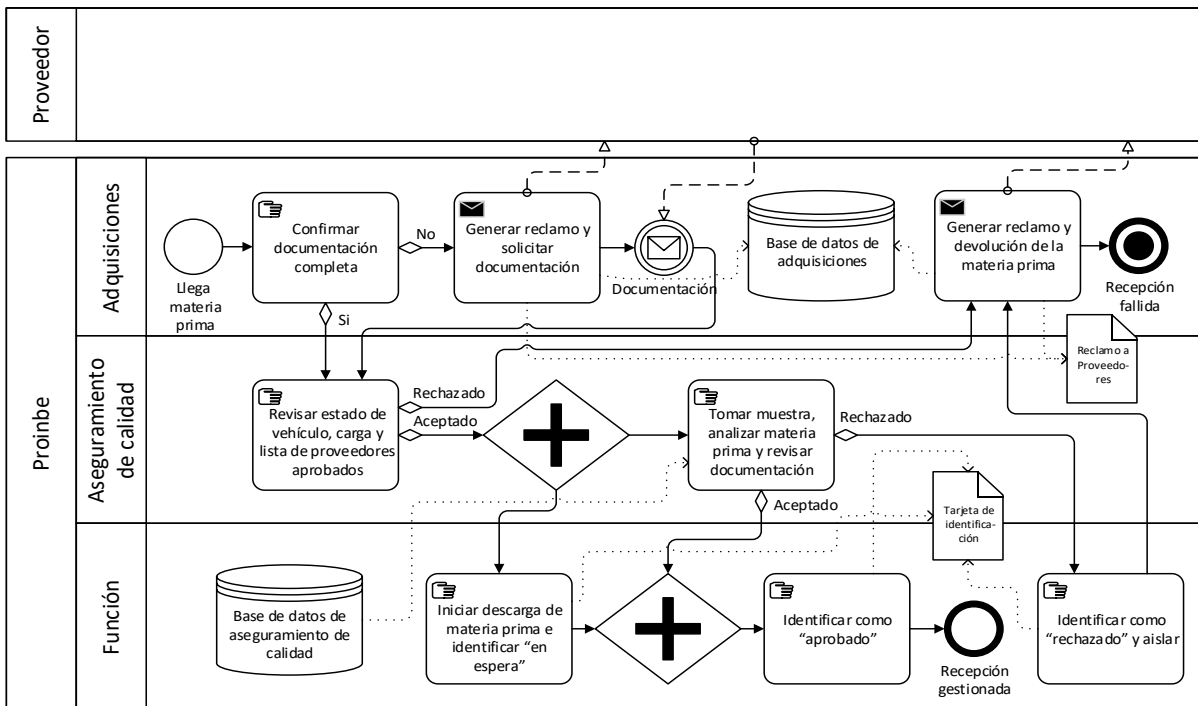 Proveedor
Proinbe
Adquisiciones
Llega
materia
prima
Confirmar
documentación
completa
No
Si
Generar reclamo y
solicitar
documentación
Documentación
Base de datos de
adquisiciones
Generar reclamo y
devolución de la
materia prima
Recepción
fallida
Reclamo a
Proveedo-
res
Aseguramiento
de calidad
Revisar estado de
vehículo, carga y
lista de proveedores
aprobados
Rechazado
Aceptado
Tomar muestra,
analizar materia
prima y revisar
documentación
Rechazado
Aceptado
Tarjeta de
identifica-
ción
Función
Base de datos de
aseguramiento de
calidad
Iniciar descarga de
materia prima e
identificar “en
espera”
Identificar como
“aprobado”
Recepción
gestionada
Identificar como
“rechazado” y aislar